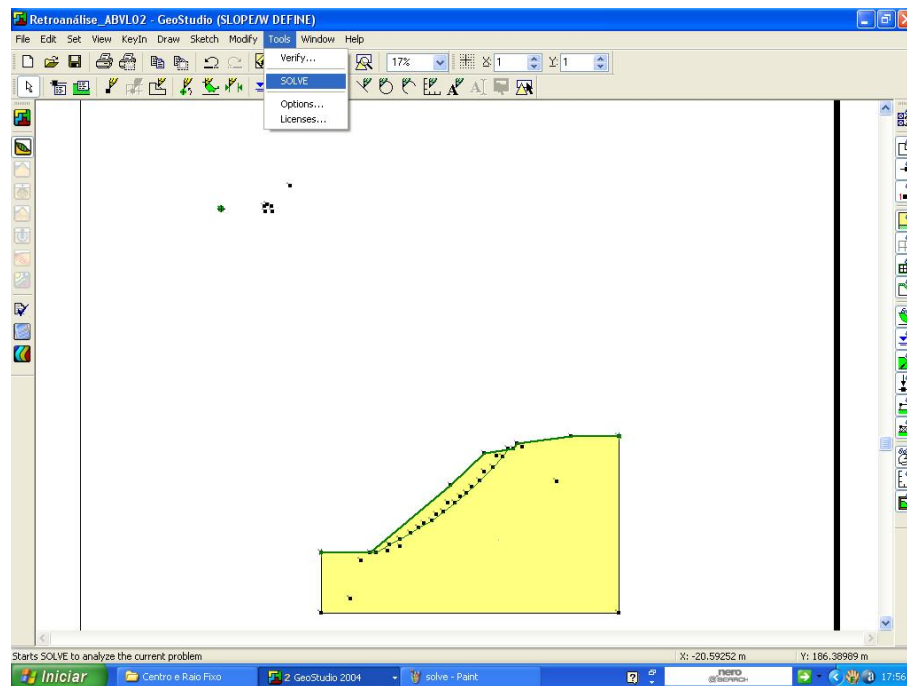 Retroanálise_ABVL02 - GeoStudio (SLOPE/W DEFINE)
File Edit Set View KeyIn Draw Sketch Modify Tools Window Help
Verify...
SOLVE
Options...
Licenses...
17%
1
Y: 1
Starts SOLVE to analyze the current problem
X: -20.59252 m
Y: 186.38989 m
Iniciar
Centro e Raio Fixo
2 GeoStudio 2004
solve - Paint
nero
SEARCH
17:56